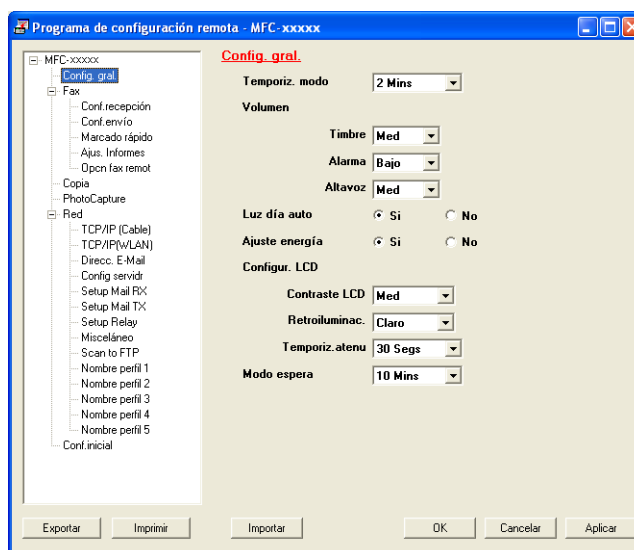 Programa de configuración remota - MFC-xxxxx
MFC-xxxxx
Config. gral.
Fax
Conf.recepción
Conf.envío
Marcado rápido
Ajus. Informes
Opcn fax remot
Copia
PhotoCapture
Red
TCP/IP (Cable)
TCP/IP(WLAN)
Direcc. E-Mail
Config servidr
Setup Mail RX
Setup Mail TX
Setup Relay
Misceláneo
Scan to FTP
Nombre perfil 1
Nombre perfil 2
Nombre perfil 3
Nombre perfil 4
Nombre perfil 5
Conf.inicial
Config. gral.
Temporiz. modo 2 Mins
Volumen
Timbre Med
Alarma Bajo
Altavoz Med
Luz día auto Si No
Ajuste energía Si No
Configur. LCD
Contraste LCD Med
Retroiluminac. Claro
Temporiz.atenu 30 Segs
Modo espera 10 Mins
Exportar Imprimir Importar OK Cancelar Aplicar